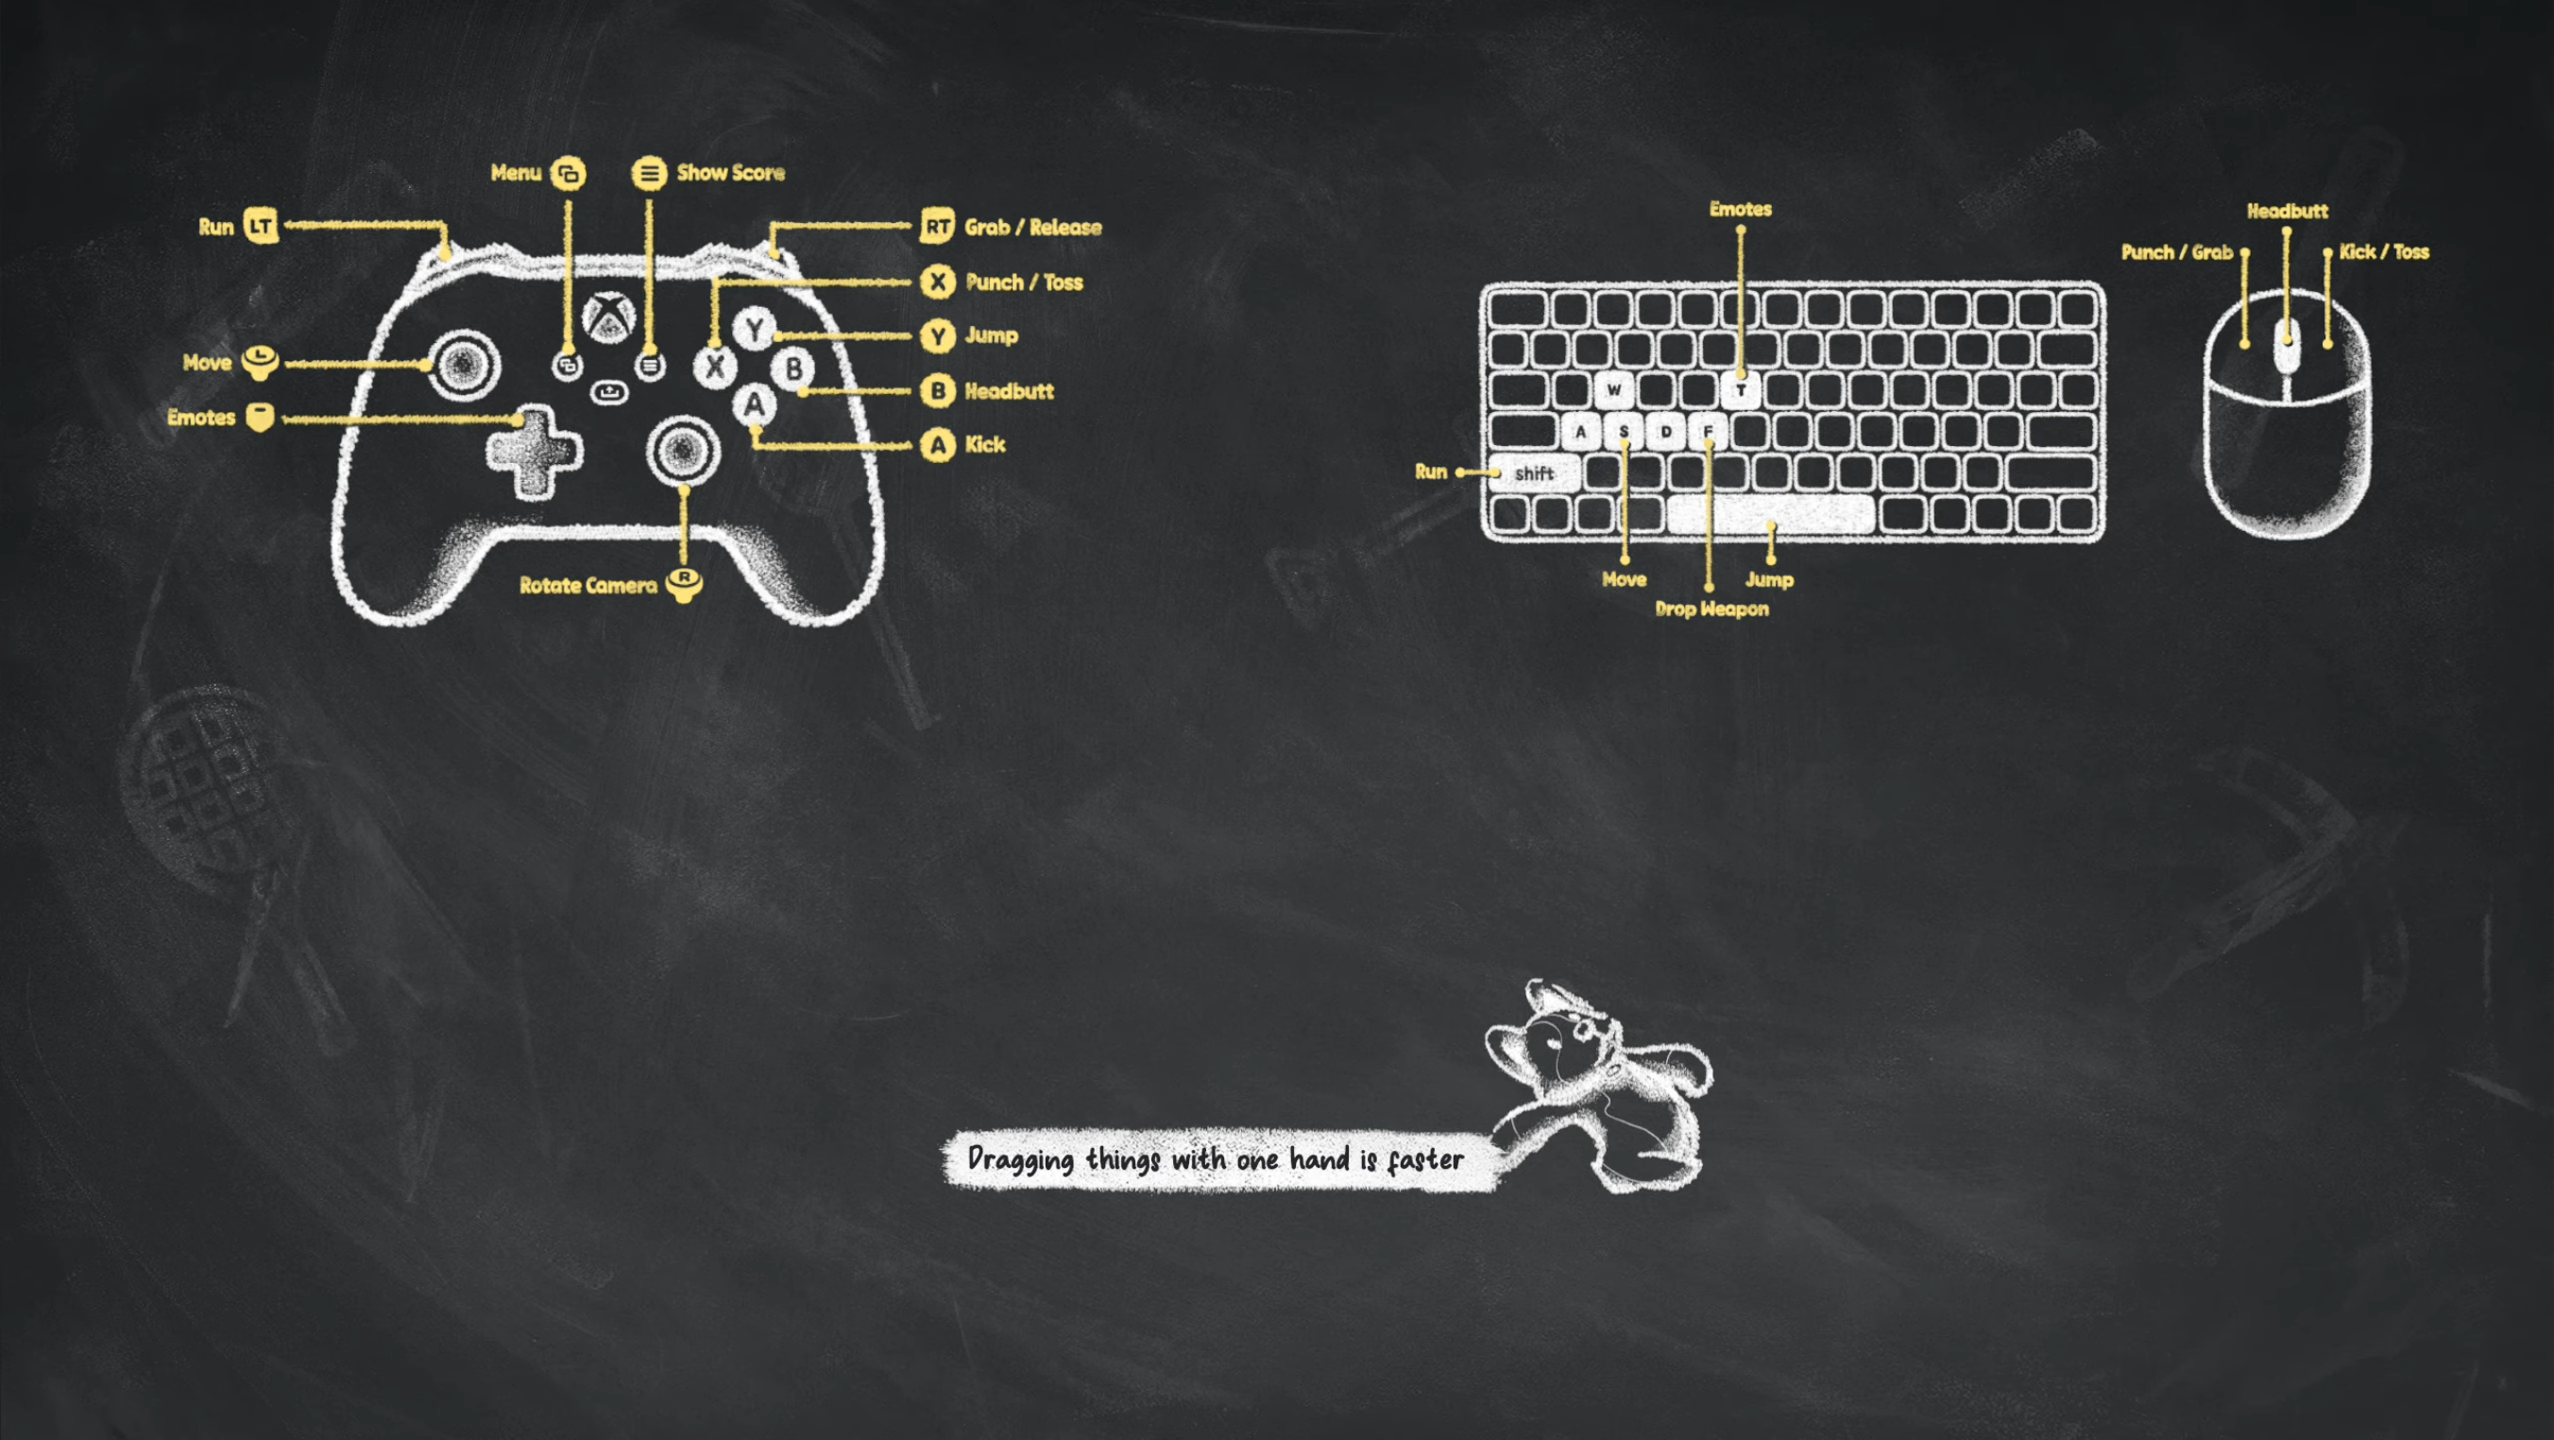 Menu
Show Score
Run LT
RT Grab / Release
X Punch / Toss
Y
Y Jump
Move L
X
B
B Headbutt
Emotes
A
A Kick
Rotate Camera R
Emotes
W
T
A S D F
Run
shift
Move
Jump
Drop Weapon
Headbutt
Punch / Grab
Kick / Toss
Dragging things with one hand is faster